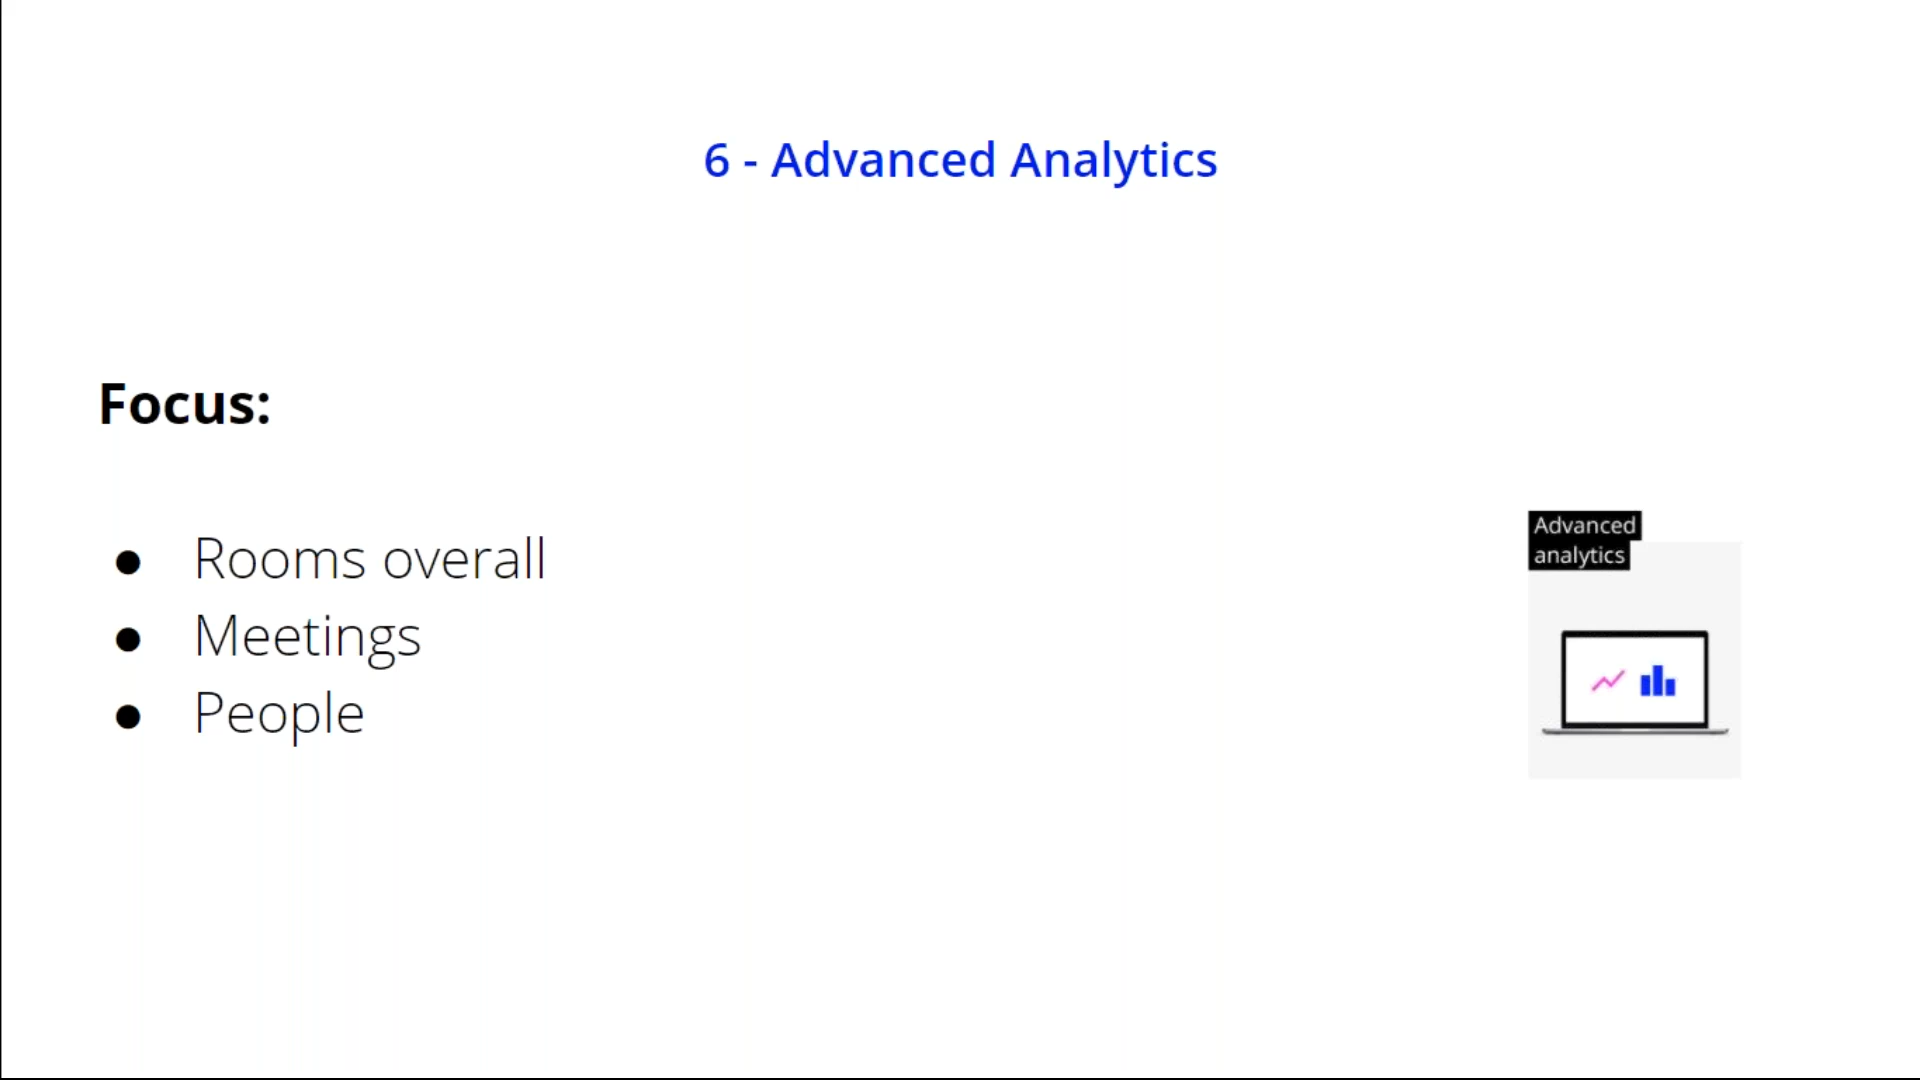 6 - Advanced Analytics
Focus:
● Rooms overall
● Meetings
● People
Advanced
analytics